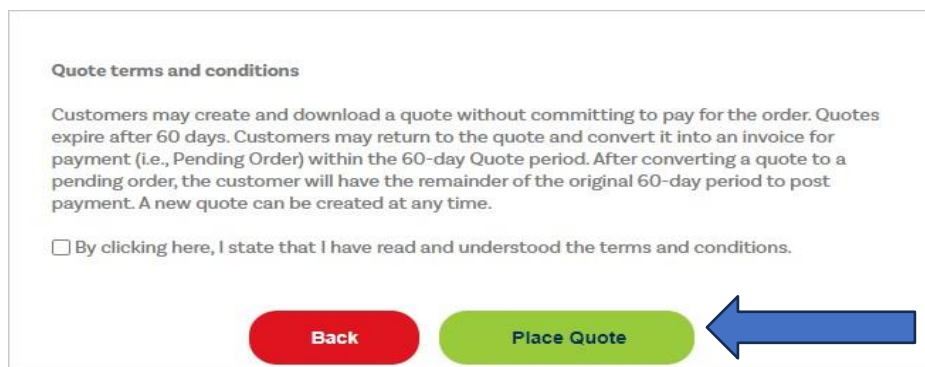 Quote terms and conditions
Customers may create and download a quote without committing to pay for the order. Quotes
expire after 60 days. Customers may return to the quote and convert it into an invoice for
payment (i.e., Pending Order) within the 60-day Quote period. After converting a quote to a
pending order, the customer will have the remainder of the original 60-day period to post
payment. A new quote can be created at any time.
By clicking here, I state that I have read and understood the terms and conditions.
Back
Place Quote